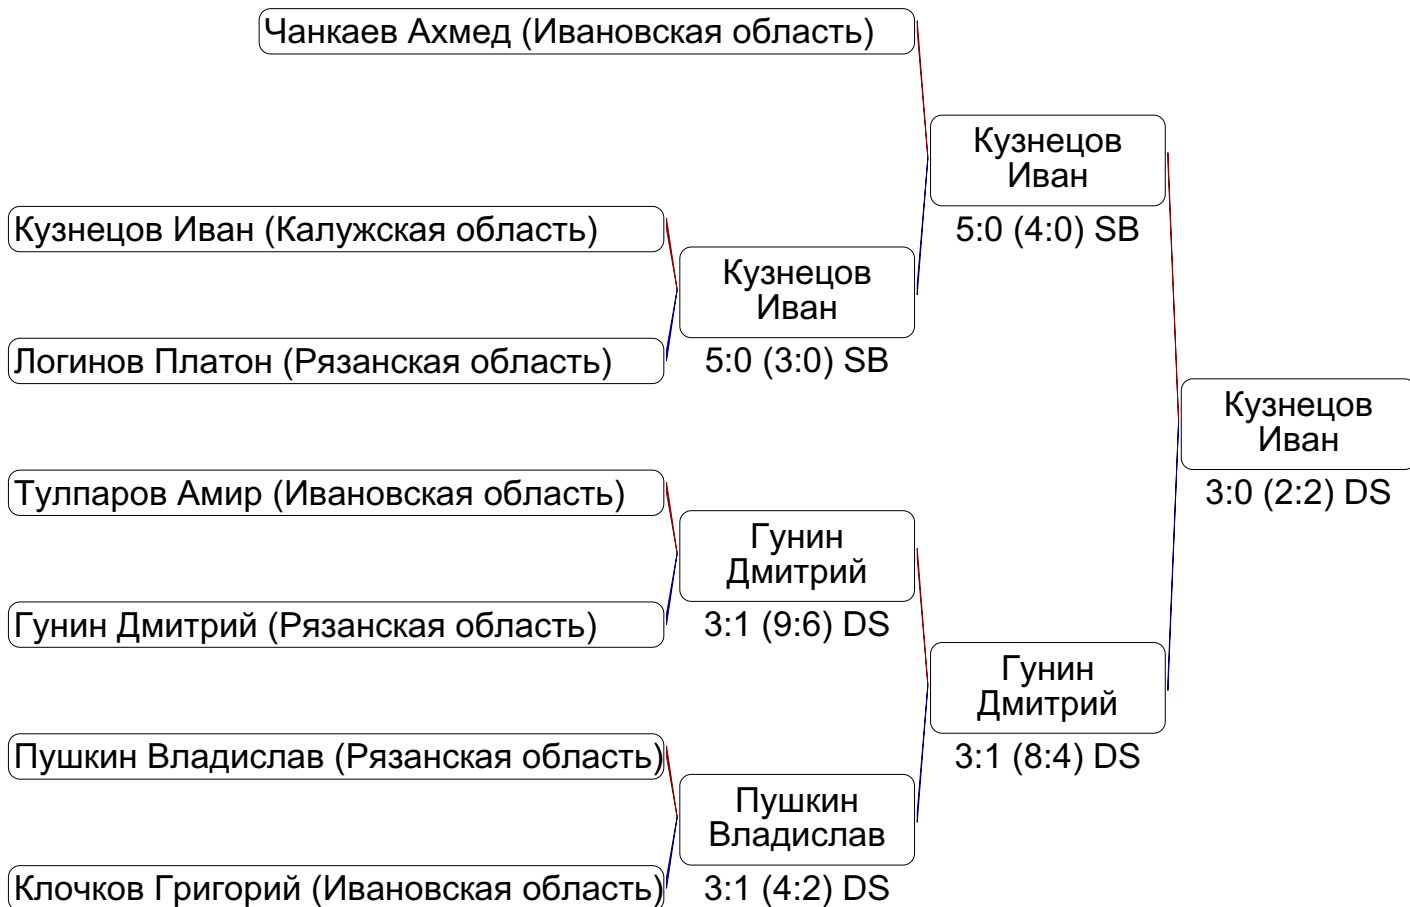 Чанкаев Ахмед (Ивановская область)
Кузнецов
Иван
5:0 (4:0) SB
Кузнецов Иван (Калужская область)
Кузнецов
Иван
5:0 (3:0) SB
Логинов Платон (Рязанская область)
Кузнецов
Иван
3:0 (2:2) DS
Тулпаров Амир (Ивановская область)
Гунин
Дмитрий
3:1 (9:6) DS
Гунин Дмитрий (Рязанская область)
Гунин
Дмитрий
3:1 (8:4) DS
Пушкин Владислав (Рязанская область)
Пушкин
Владислав
3:1 (4:2) DS
Клочков Григорий (Ивановская область)